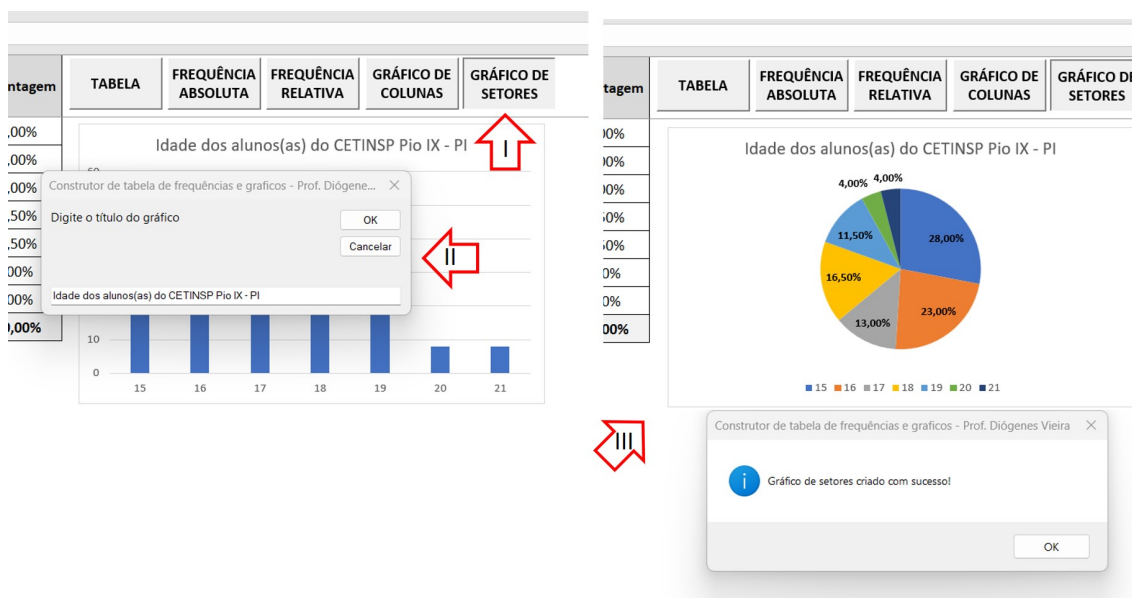 ntagem
TABELA
FREQUÊNCIA
ABSOLUTA
FREQUÊNCIA
RELATIVA
GRÁFICO DE
COLUNAS
GRÁFICO DE
SETORES
I
,00%
,00%
,00%
,50%
,50%
00%
,00%
Idade dos alunos(as) do CETINSP Pio IX - PI
Construtor de tabela de frequências e graficos - Prof. Diógene...
Digite o título do gráfico
OK
Cancelar
Idade dos alunos(as) do CETINSP Pio IX - PI
II
10
0
15 16 17 18 19 20 21
tagem
TABELA
FREQUÊNCIA
ABSOLUTA
FREQUÊNCIA
RELATIVA
GRÁFICO DE
COLUNAS
GRÁFICO DE
SETORES
00%
00%
0%
0%
00%
Idade dos alunos(as) do CETINSP Pio IX - PI
4,00% 4,00%
11,50% 28,00%
16,50%
23,00%
13,00%
15 16 17 18 19 20 21
III
Construtor de tabela de frequências e graficos - Prof. Diógenes Vieira
Gráfico de setores criado com sucesso!
OK